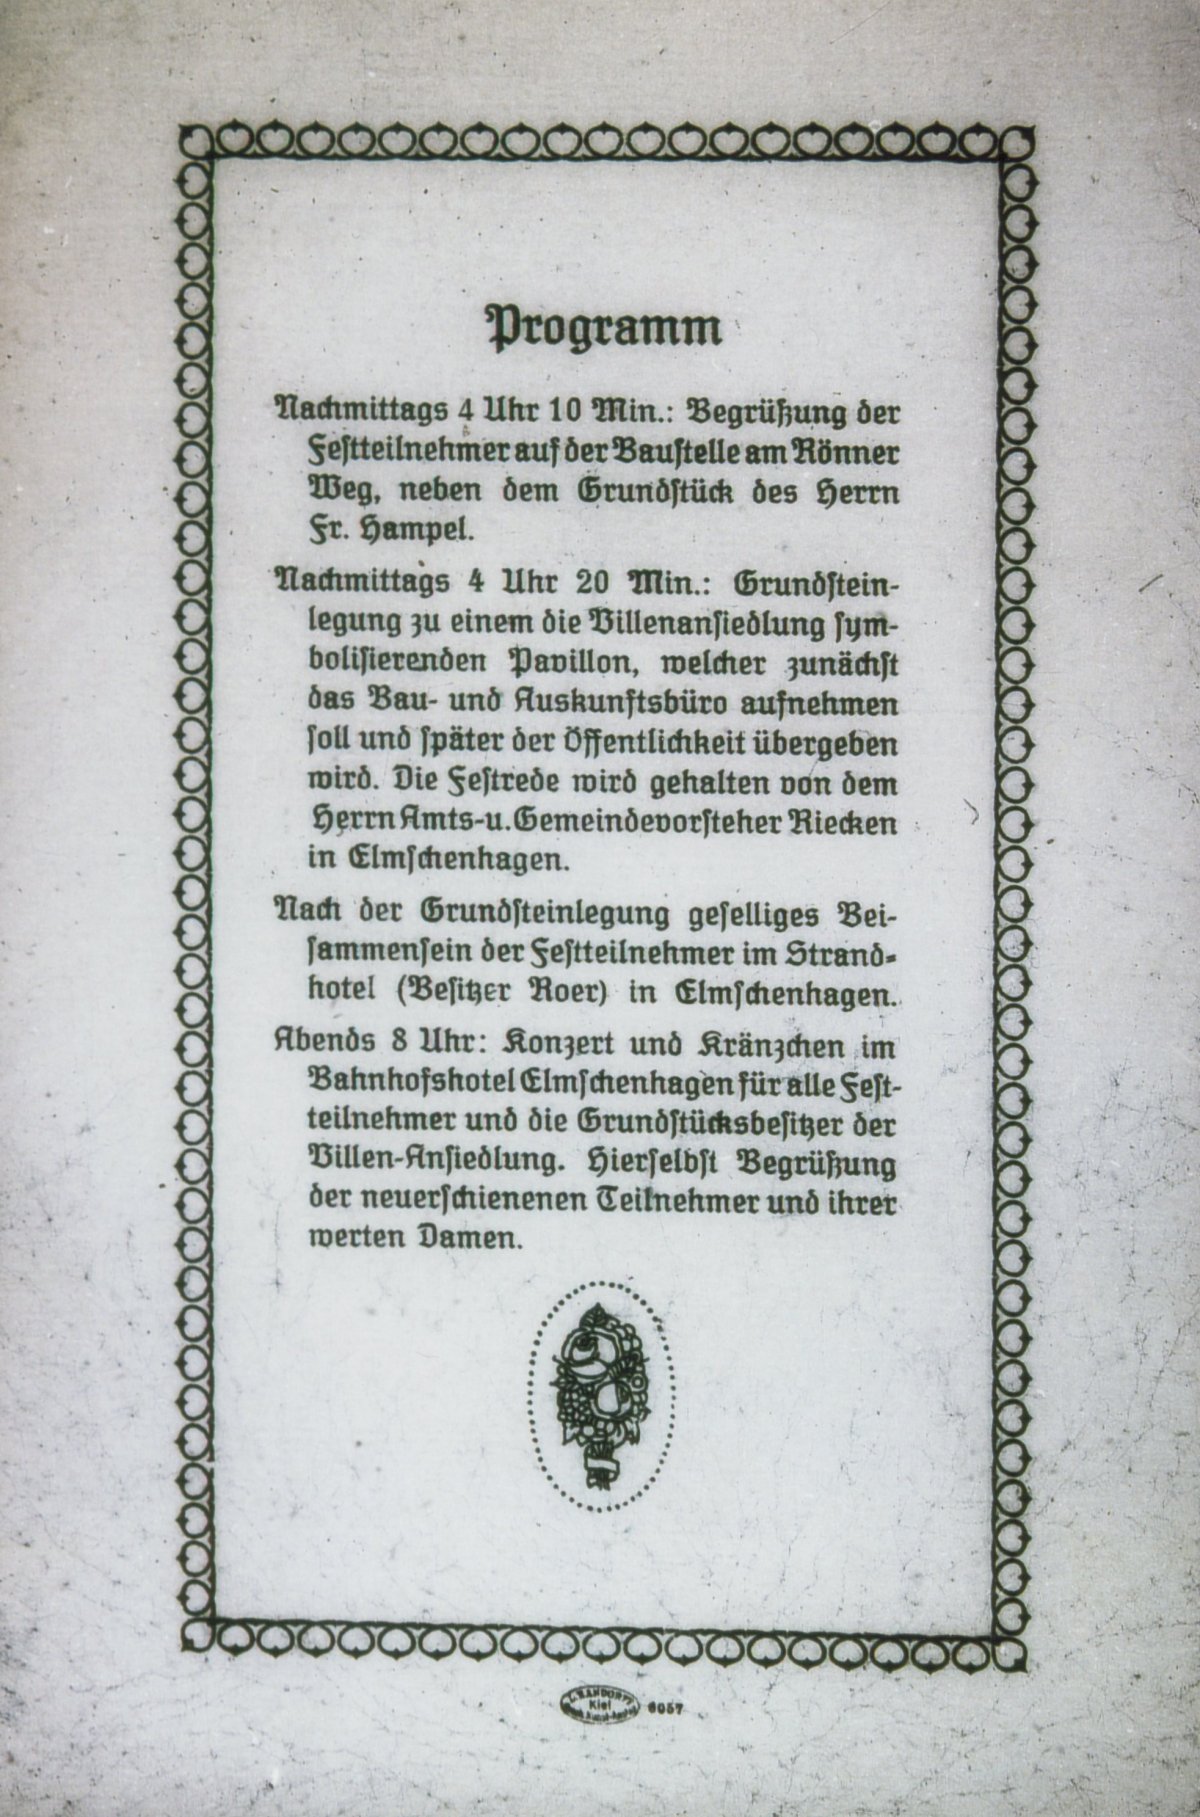 Programm
Nachmittags 4 Uhr 10 Min.: Begrüßung der
Festteilnehmer auf der Baustelle am Rönner
Weg, neben dem Grundstück des Herrn
Fr. Hampel.
Nachmittags 4 Uhr 20 Min.: Grundstein-
legung zu einem die Villenansiedlung sym-
bolisierenden Pavillon, welcher zunächst
das Bau- und Auskunftsbüro aufnehmen
soll und später der Öffentlichkeit übergeben
wird. Die Festrede wird gehalten von dem
Herrn Amts- u. Gemeindevorsteher Riecken
in Elmschenhagen.
Nach der Grundsteinlegung geselliges Bei-
sammensein der Festteilnehmer im Strand-
hotel (Besitzer Roer) in Elmschenhagen.
Abends 8 Uhr: Konzert und Kränzchen im
Bahnhofshotel Elmschenhagen für alle Fest-
teilnehmer und die Grundstücksbesitzer der
Villen-Ansiedlung. Hierselbst Begrüßung
der neuerschienenen Teilnehmer und ihrer
werten Damen.
Kiel
6057